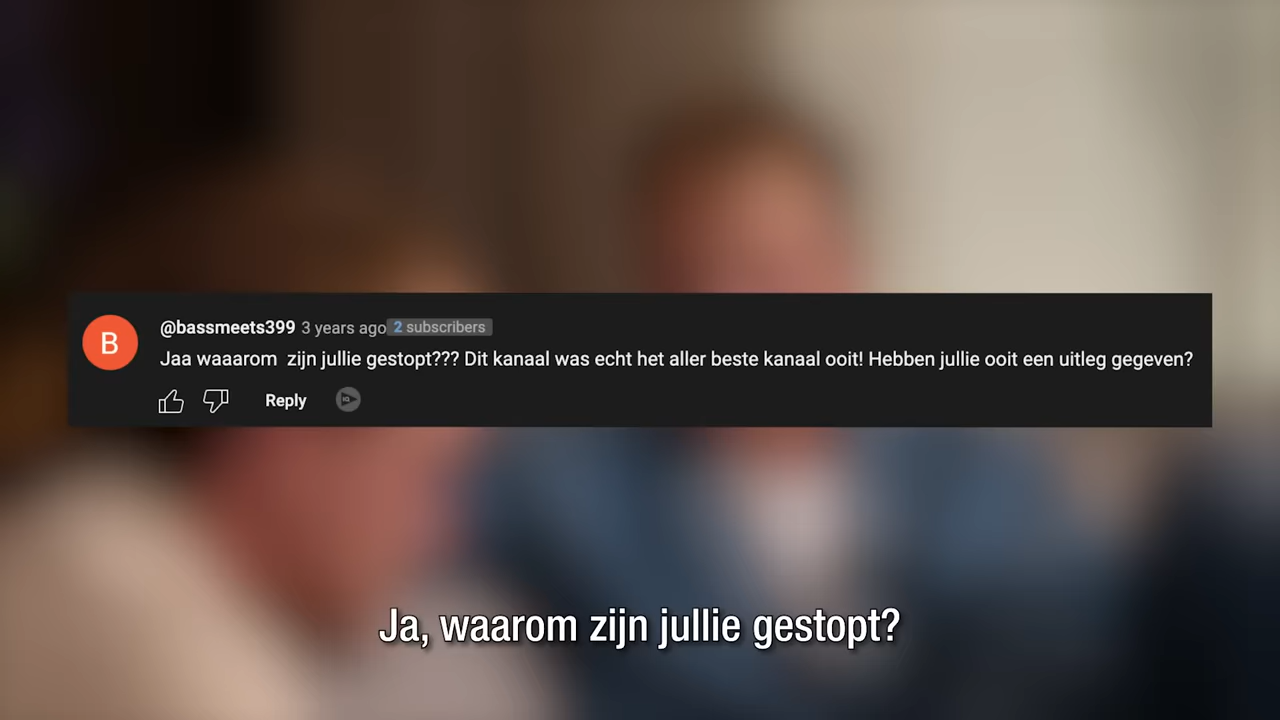 B
@bassmeets399 3 years ago 2 subscribers
Jaa waaarom zijn jullie gestopt??? Dit kanaal was echt het aller beste kanaal ooit! Hebben jullie ooit een uitleg gegeven?
Reply
Ja, waarom zijn jullie gestopt?